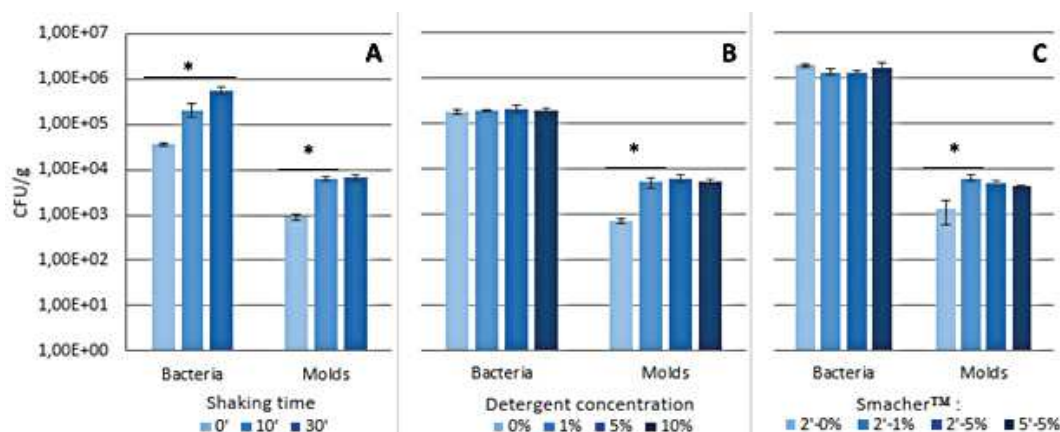 A
B
C
1,00E+07
1,00E+06
1,00E+05
1,00E+04
1,00E+03
1,00E+02
1,00E+01
1,00E+00
CFU/g
*
*
*
*
Bacteria Molds
Shaking time
0' 10' 30'
Bacteria Molds
Detergent concentration
0% 1% 5% 10%
Bacteria Molds
Smacher™ :
2'-0% 2'-1% 2'-5% 5'-5%